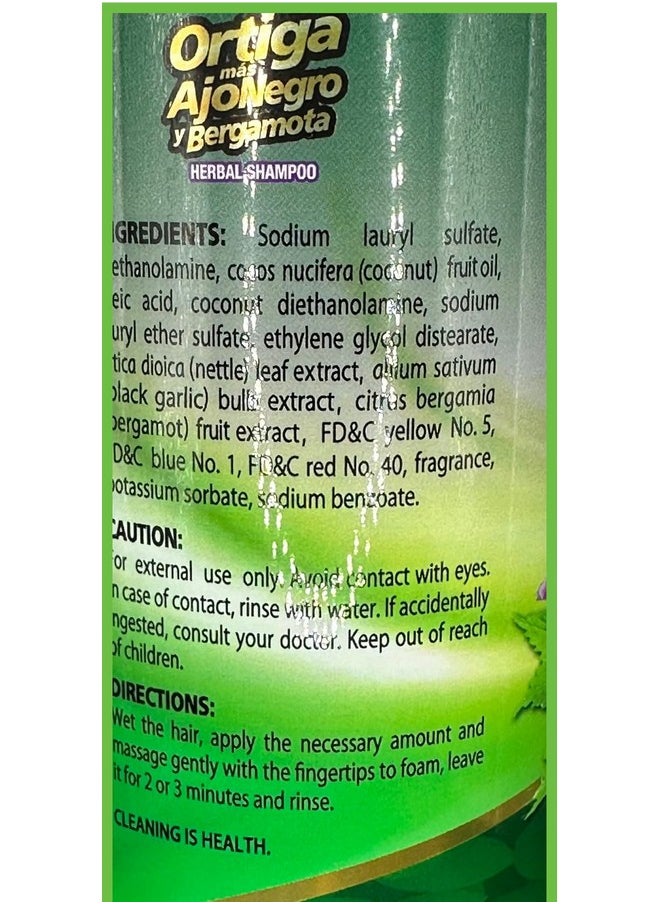 Ortiga
más
AjoNegro
y Bergamota
HERBAL SHAMPOO
GREDIENTS: Sodium lauryl sulfate,
ethanolamine, cocos nucifera (coconut) fruit oil,
eic acid, coconut diethanolamine, sodium
uryl ether sulfate, ethylene glycol distearate,
tica dioica (nettle) leaf extract, allium sativum
black garlic) bulb extract, citrus bergamia
bergamot) fruit extract, FD&C yellow No. 5,
D&C blue No. 1, FD&C red No. 40, fragrance,
potassium sorbate, sodium benzoate.
CAUTION:
For external use only. Avoid contact with eyes.
n case of contact, rinse with water. If accidentally
ngested, consult your doctor. Keep out of reach
of children.
DIRECTIONS:
Wet the hair, apply the necessary amount and
massage gently with the fingertips to foam, leave
it for 2 or 3 minutes and rinse.
CLEANING IS HEALTH.